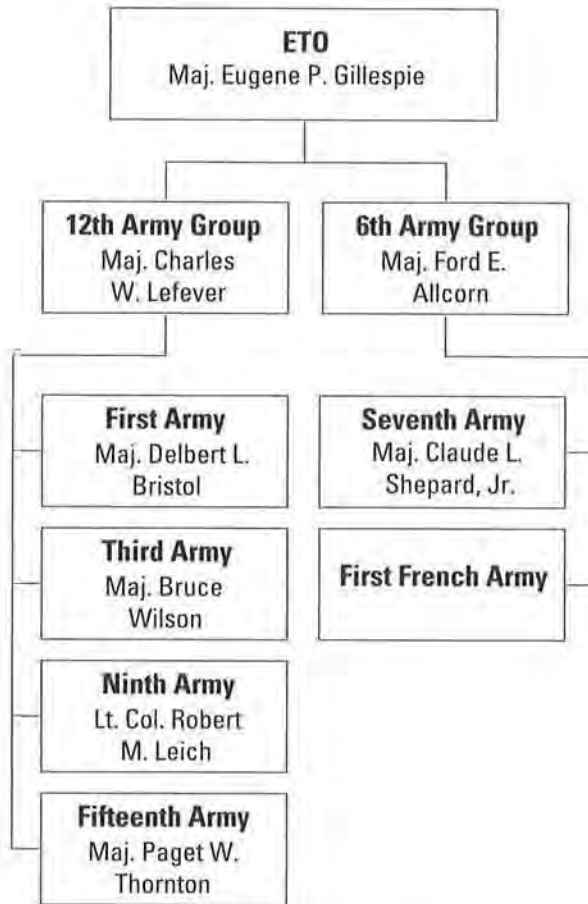 ETO
Maj. Eugene P. Gillespie
12th Army Group
Maj. Charles
W. Lefever
6th Army Group
Maj. Ford E.
Allcorn
First Army
Maj. Delbert L.
Bristol
Third Army
Maj. Bruce
Wilson
Ninth Army
Lt. Col. Robert
M. Leich
Fifteenth Army
Maj. Paget W.
Thornton
Seventh Army
Maj. Claude L.
Shepard, Jr.
First French Army